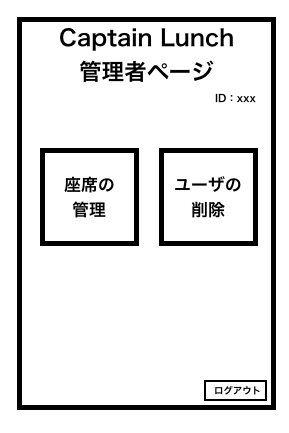 Captain Lunch
管理者ページ
ID：xxx
座席の
管理
ユーザの
削除
ログアウト